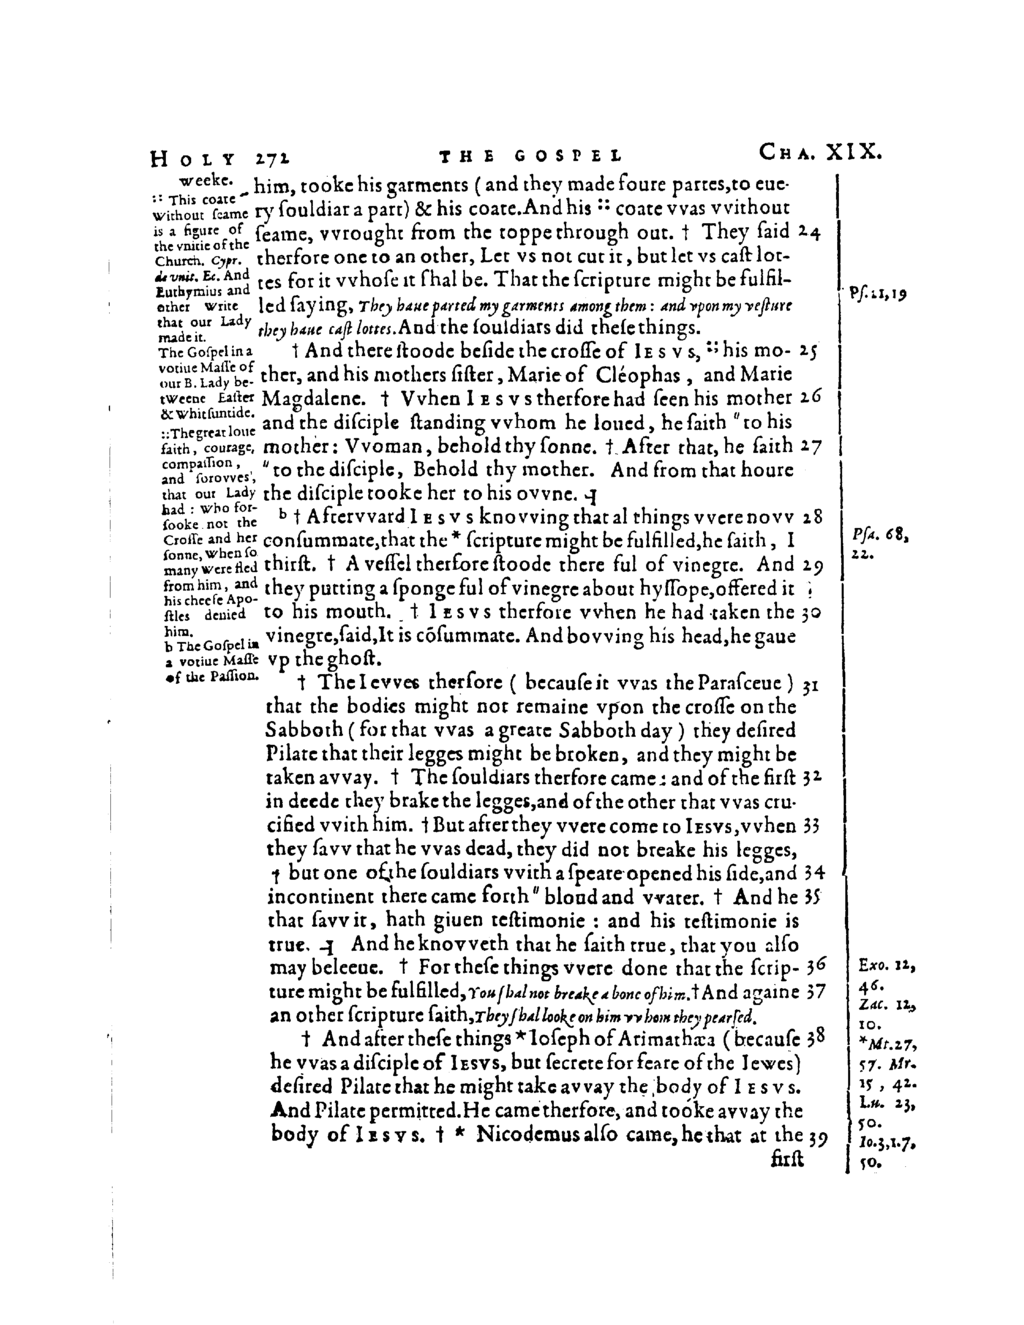 HOLY 272 THE GOSPEL CHA. XIX.
weeke.
:: This coate
without seame
is a figure of
the vnitie of the
Church. Cypr.
de vnit. Ec. And
Euthymius and
other write
that our Lady
made it.
The Gospel in a
votiue Masse of
our B. Lady be-
tweene Easter
& whitsuntide.
:: The great loue
faith, courage,
compassion,
and sorovves,
that our Lady
had : who for-
sooke not the
Crosse and her
sonne, when so
many were fled
from him, and
his cheefe Apo-
stles denied
him.
b The Gospel in
a votiue Masse
of the Passion.
him, tooke his garments ( and they made foure partes, to eue-
ry souldiar a part) & his coate. And his :: coate vvas vvithout
seame, vvrought from the toppe through out. † They said 24
therfore one to an other, Let vs not cut it, but let vs cast lot-
tes for it vvhose it shal be. That the scripture might be fulfil-
led saying, They haue parted my garments among them : and vpon my vesture
they haue cast lottes. And the souldiars did these things.
† And there stoode beside the crosse of IESVS, :: his mo- 25
ther, and his mothers sister, Marie of Cléophas, and Marie
Magdalene. † Vvhen IESVS therfore had seen his mother 26
and the disciple standing vvhom he loued, he saith " to his
mother: Vvoman, behold thy sonne. † After that, he saith 27
" to the disciple, Behold thy mother. And from that houre
the disciple tooke her to his ovvne. ⁋
b † Aftervvard IESVS knovving that al things vvere novv 28
consummate, that the * scripture might be fulfilled, he saith, I
thirst. † A vessel therfore stoode there ful of vinegre. And 29
they putting a sponge ful of vinegre about hyssope, offered it
to his mouth. † IESVS therfore vvhen he had taken the 30
vinegre, said, It is cõsummate. And bovving his head, he gaue
vp the ghost.
† The Ievves therfore ( because it vvas the Parasceue ) 31
that the bodies might not remaine vpon the crosse on the
Sabboth ( for that vvas a greate Sabboth day ) they desired
Pilate that their legges might be broken, and they might be
taken avvay. † The souldiars therfore came : and of the first 32
in deede they brake the legges, and of the other that vvas cru-
cified vvith him. † But after they vvere come to IESVS, vvhen 33
they savv that he vvas dead, they did not breake his legges,
† but one of the souldiars vvith a speare opened his side, and 34
incontinent there came forth " bloud and vvater. † And he 35
that savv it, hath giuen testimonie : and his testimonie is
true. ⁋ And he knovveth that he saith true, that you also
may beleeue. † For these things vvere done that the scrip- 36
ture might be fulfilled, You shal not breake a bone of him. † And againe 37
an other scripture saith, They shal looke on him vvhom they pearsed.
† And after these things * Ioseph of Arimathæa ( because 38
he vvas a disciple of IESVS, but secrete for feare of the Iewes)
desired Pilate that he might take avvay the body of IESVS.
And Pilate permitted. He came therfore, and tooke avvay the
body of IESVS. † * Nicodemus also came, he that at the 39
first
Ps. 21, 19
Psa. 68,
22.
Exo. 12,
46.
Zac. 12,
10.
*Mt. 27,
57. Mr.
15, 42.
Lu. 23,
50.
Io. 3,1. 7,
50.